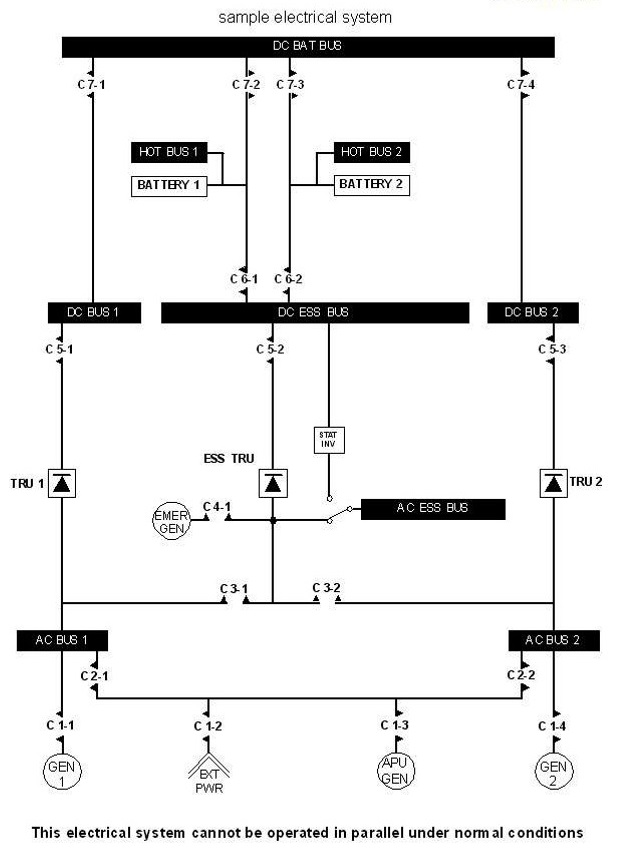 sample electrical system
DC BAT BUS
C 7-1
C 7-2
C 7-3
C 7-4
HOT BUS 1
HOT BUS 2
BATTERY 1
BATTERY 2
C 6-1
C 6-2
DC BUS 1
DC ESS BUS
DC BUS 2
C 5-1
C 5-2
C 5-3
STAT
INV
ESS TRU
TRU 1
TRU 2
C 4-1
AC ESS BUS
EMER
GEN
C 3-1
C 3-2
AC BUS 1
AC BUS 2
C 2-1
C 2-2
C 1-1
C 1-2
C 1-3
C 1-4
GEN
1
EXT
PWR
APU
GEN
GEN
2
This electrical system cannot be operated in parallel under normal conditions